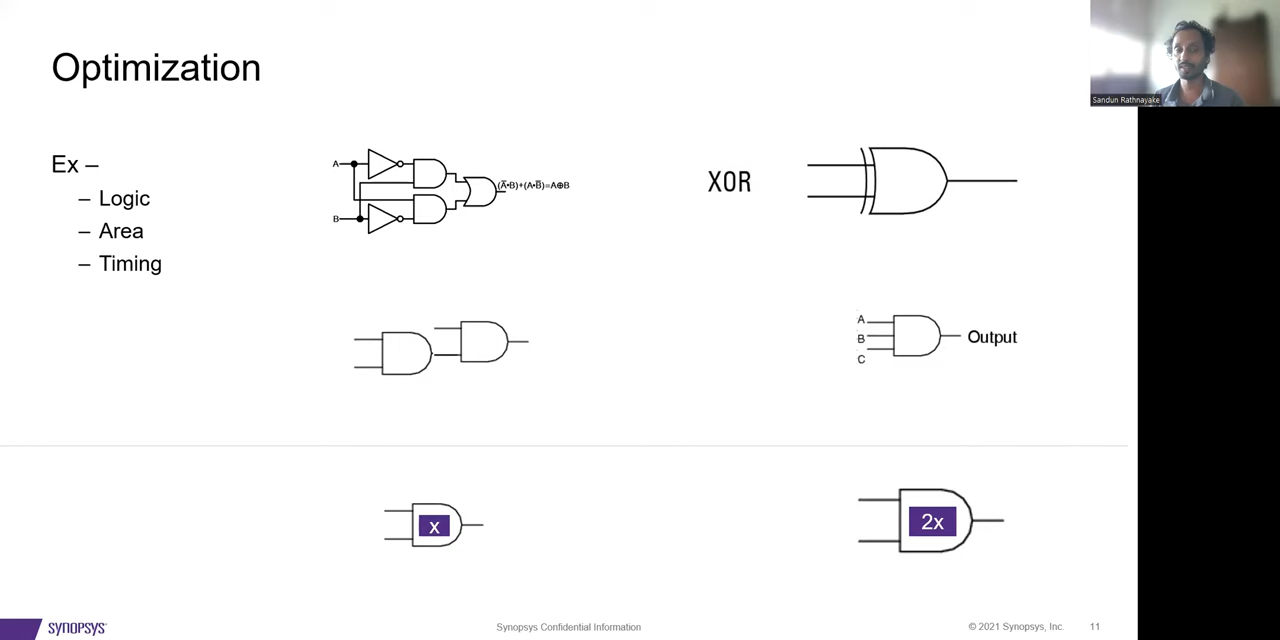 Sandun Rathnayake
Optimization
Ex –
– Logic
– Area
– Timing
A
B
(A̅•B)+(A•B̅)=A⊕B
XOR
A
B
C
Output
x
2x
SYNOPSYS
Synopsys Confidential Information
© 2021 Synopsys, Inc.
11